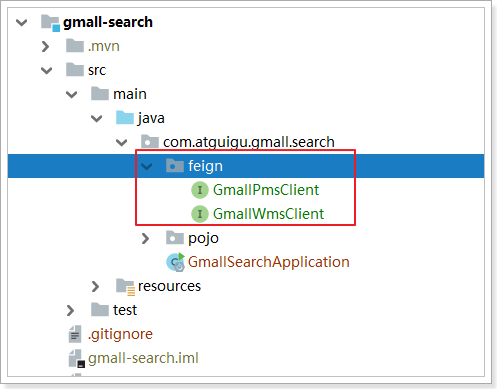 gmall-search
.mvn
src
main
java
com.atguigu.gmall.search
feign
GmallPmsClient
GmallWmsClient
pojo
GmallSearchApplication
resources
test
.gitignore
gmall-search.iml